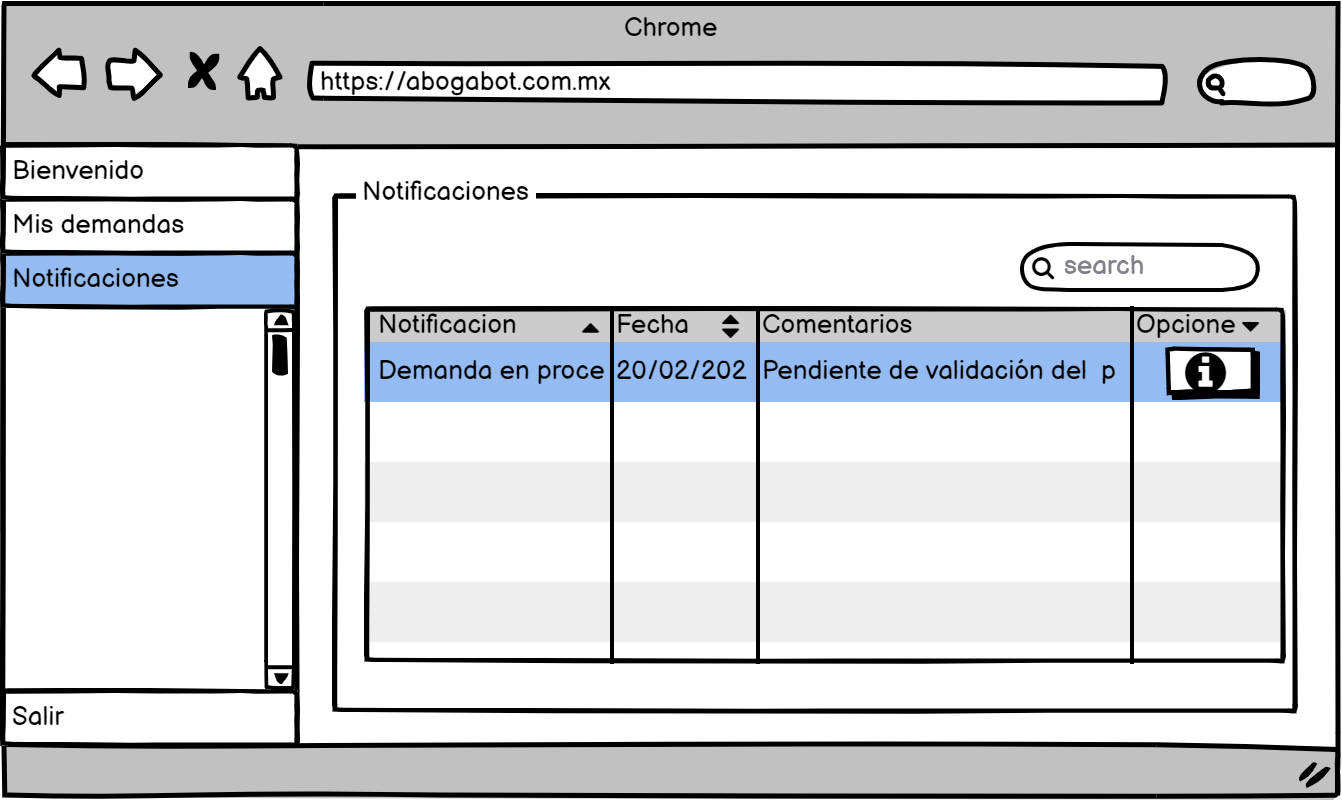 Chrome
https://abogabot.com.mx
Bienvenido
Mis demandas
Notificaciones
Salir
Notificaciones
search
Notificacion Fecha Comentarios Opcione
Demanda en proce 20/02/202 Pendiente de validación del p